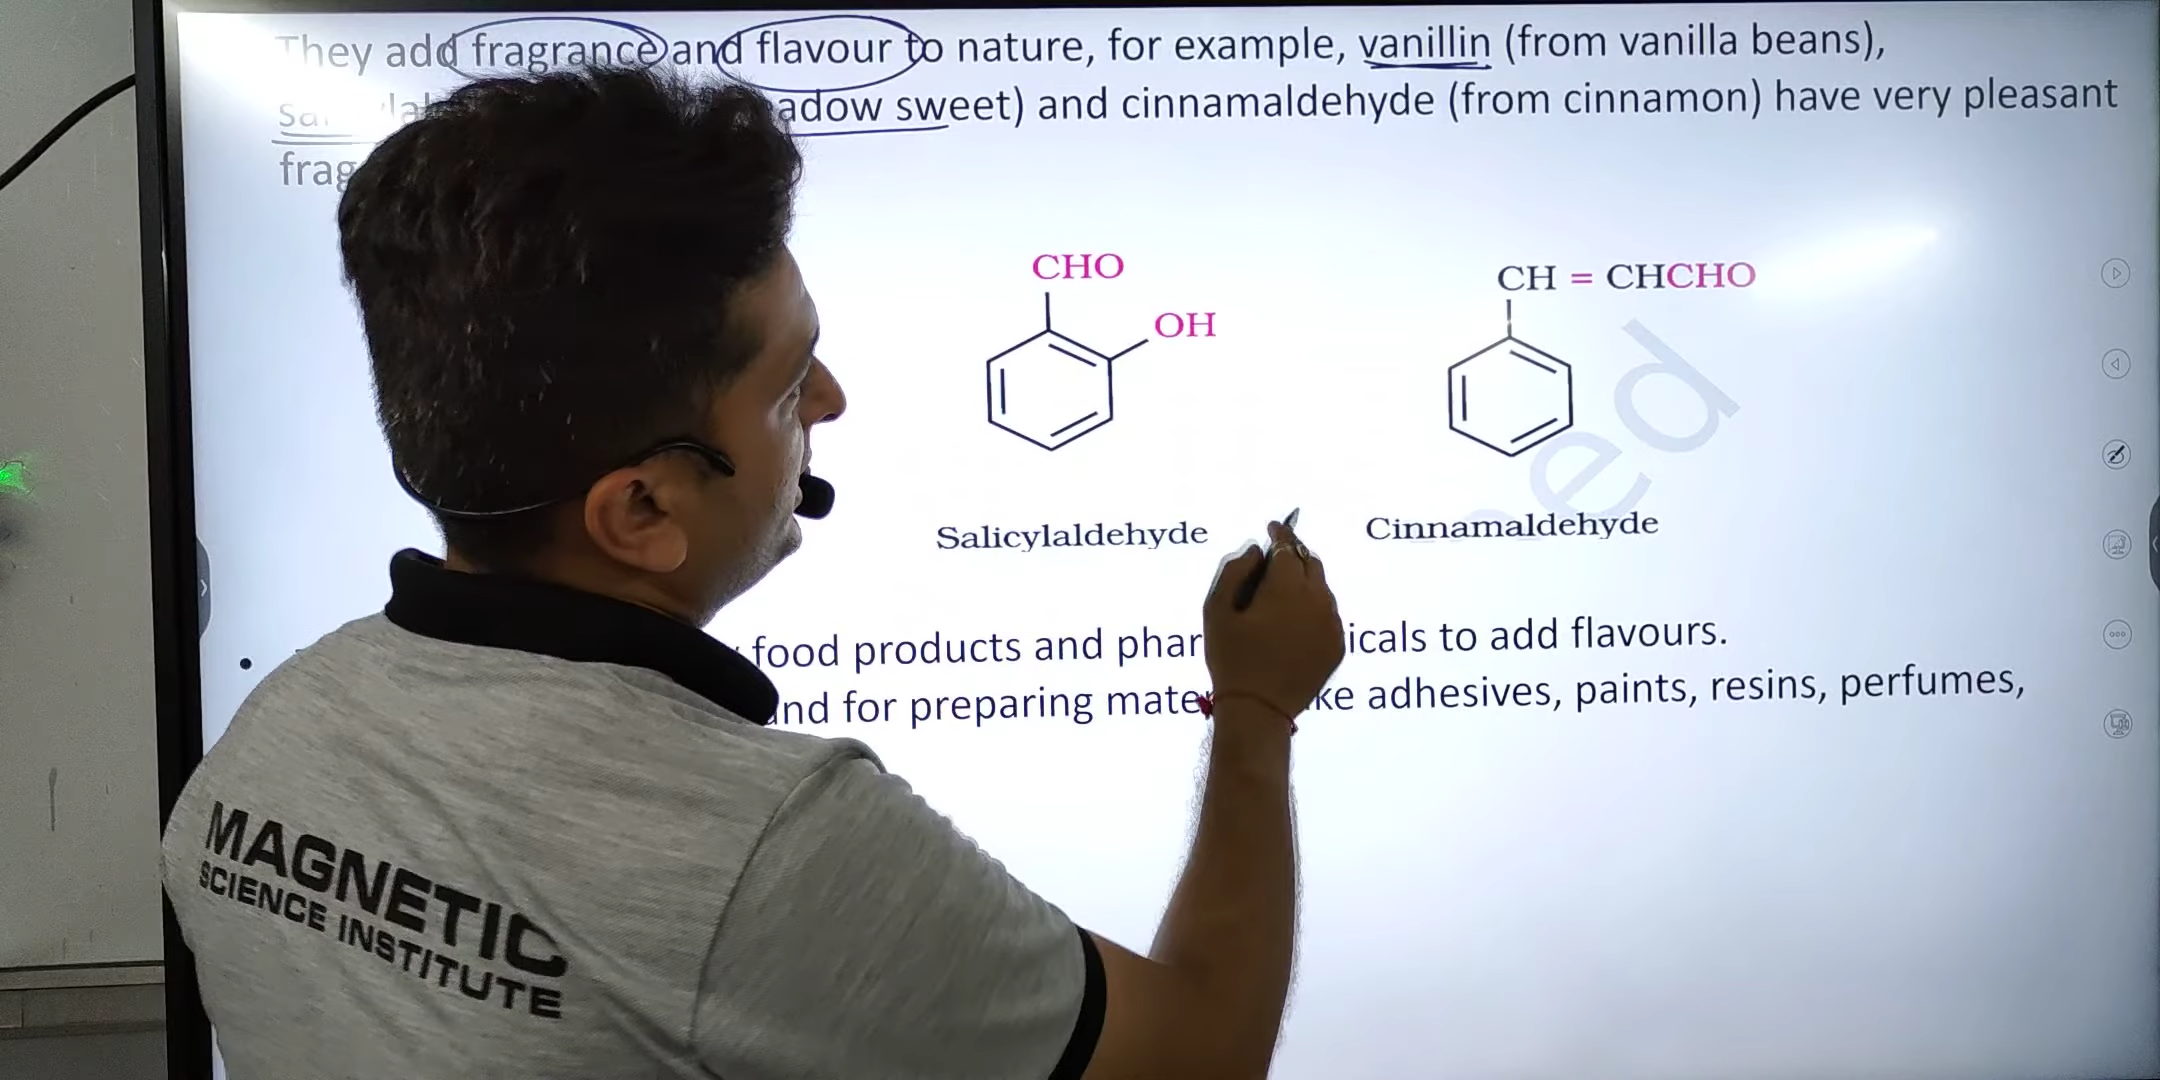 They add fragrance and flavour to nature, for example, vanillin (from vanilla beans),
adow sweet) and cinnamaldehyde (from cinnamon) have very pleasant
frag
CHO
OH
CH = CHCHO
Salicylaldehyde
Cinnamaldehyde
ed
food products and phar icals to add flavours.
and for preparing mate ke adhesives, paints, resins, perfumes,
MAGNETIC
SCIENCE INSTITUTE